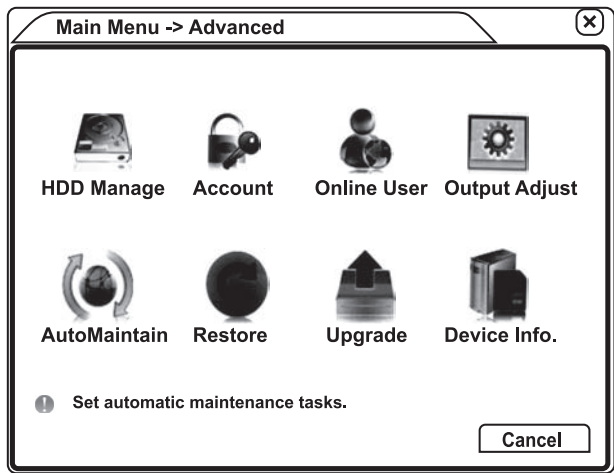 Main Menu -> Advanced
HDD Manage Account Online User Output Adjust
AutoMaintain Restore Upgrade Device Info.
Set automatic maintenance tasks.
Cancel